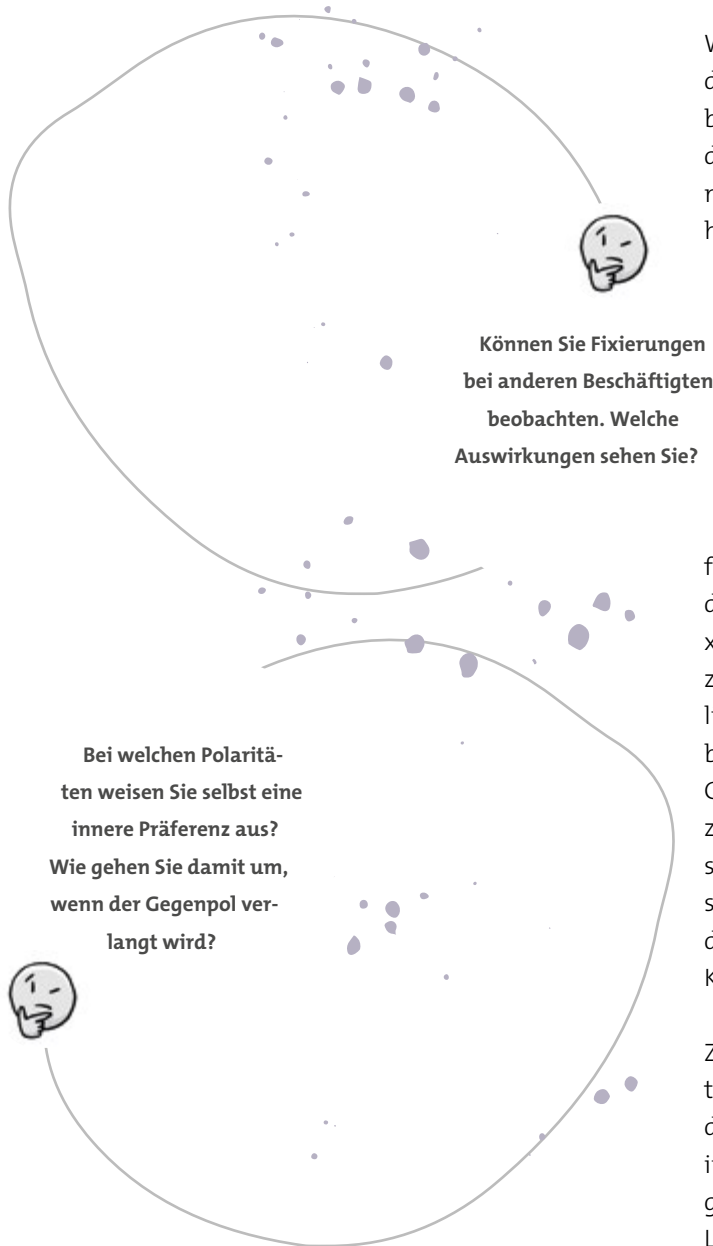 Können Sie Fixierungen
bei anderen Beschäftigten
beobachten. Welche
Auswirkungen sehen Sie?
Bei welchen Polaritä-
ten weisen Sie selbst eine
innere Präferenz aus?
Wie gehen Sie damit um,
wenn der Gegenpol ver-
langt wird?